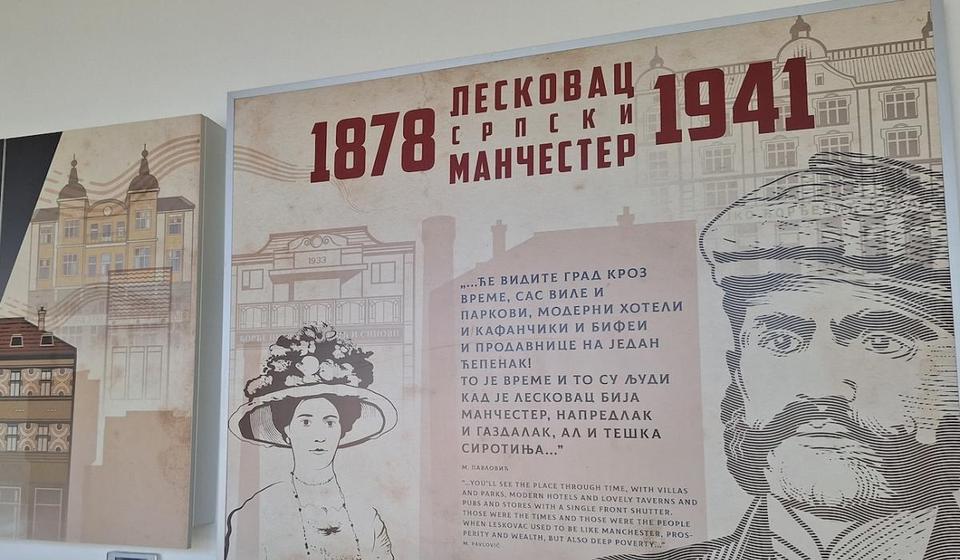 1878 ЛЕСКОВАЦ 1941
СРПСКИ
МАНЧЕСТЕР
1933
„...ЋЕ ВИДИТЕ ГРАД КРОЗ
ВРЕМЕ, САС ВИЛЕ И
ПАРКОВИ, МОДЕРНИ ХОТЕЛИ
И КАФАНЧИКИ И БИФЕИ
И ПРОДАВНИЦЕ НА ЈЕДАН
ЋЕПЕНАК!
ТО ЈЕ ВРЕМЕ И ТО СУ ЉУДИ
КАД ЈЕ ЛЕСКОВАЦ БИЈА
МАНЧЕСТЕР, НАПРЕДЛАК
И ГАЗДАЛАК, АЛ И ТЕШКА
СИРОТИЊА...”
М. ПАВЛОВИЋ
“...YOU'LL SEE THE PLACE THROUGH TIME, WITH VILLAS
AND PARKS, MODERN HOTELS AND LOVELY TAVERNS AND
PUBS AND STORES WITH A SINGLE FRONT SHUTTER.
THOSE WERE THE TIMES AND THOSE WERE THE PEOPLE
WHEN LESKOVAC USED TO BE LIKE MANCHESTER, PROS-
PERITY AND WEALTH, BUT ALSO DEEP POVERTY...”
M. PAVLOVIĆ